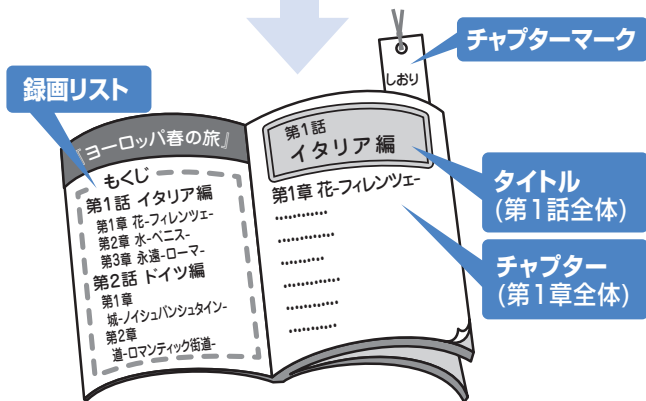 チャプターマーク
しおり
録画リスト
『ヨーロッパ春の旅』
もくじ
第1話 イタリア編
第1章 花-フィレンツェ-
第2章 水-ベニス-
第3章 永遠-ローマ-
第2話 ドイツ編
第1章
城-ノイシュバンシュタイン-
第2章
道-ロマンティック街道-
第1話
イタリア編
第1章 花-フィレンツェ-
............
.............
..........
.............
............
...........
タイトル
(第1話全体)
チャプター
(第1章全体)